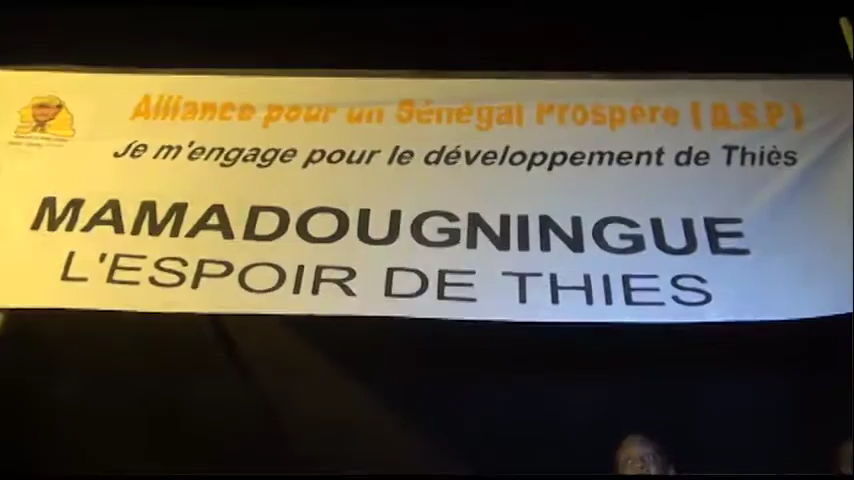 Alliance pour un Sénégal Prospère ( A.S.P )
Je m'engage pour le développement de Thiès
MAMADOUGNINGUE
L'ESPOIR DE THIES